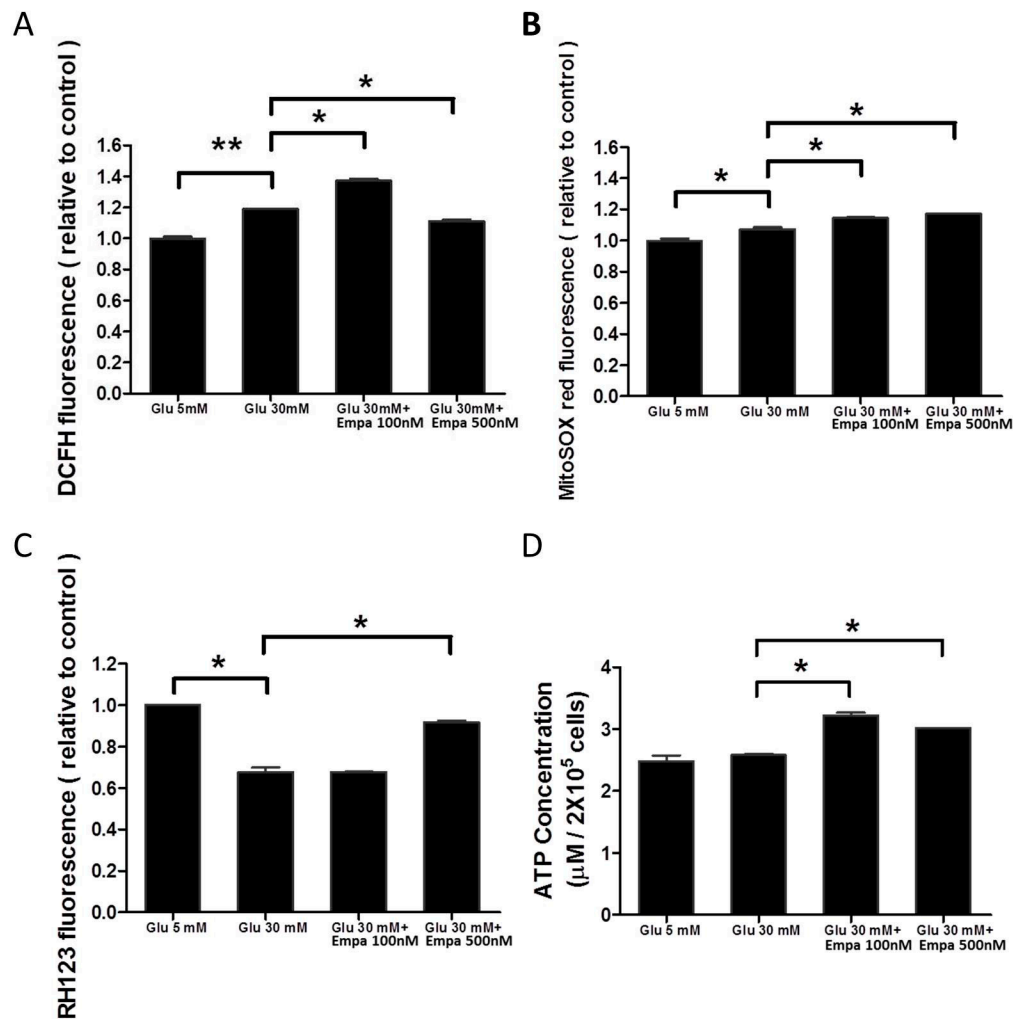 A
DCFH fluorescence ( relative to control )
1.6
1.4
1.2
1.0
0.8
0.6
0.4
0.2
0.0
**
*
*
Glu 5mM
Glu 30mM
Glu 30mM+
Empa 100nM
Glu 30mM+
Empa 500nM
B
MitoSOX red fluorescence ( relative to control )
1.6
1.4
1.2
1.0
0.8
0.6
0.4
0.2
0.0
*
*
*
Glu 5 mM
Glu 30 mM
Glu 30 mM+
Empa 100nM
Glu 30 mM+
Empa 500nM
C
RH123 fluorescence ( relative to control )
1.2
1.0
0.8
0.6
0.4
0.2
0.0
*
*
Glu 5 mM
Glu 30 mM
Glu 30 mM+
Empa 100nM
Glu 30 mM+
Empa 500nM
D
ATP Concentration
(μM / 2X10⁵ cells)
4
3
2
1
0
*
*
Glu 5 mM
Glu 30 mM
Glu 30 mM+
Empa 100nM
Glu 30 mM+
Empa 500nM